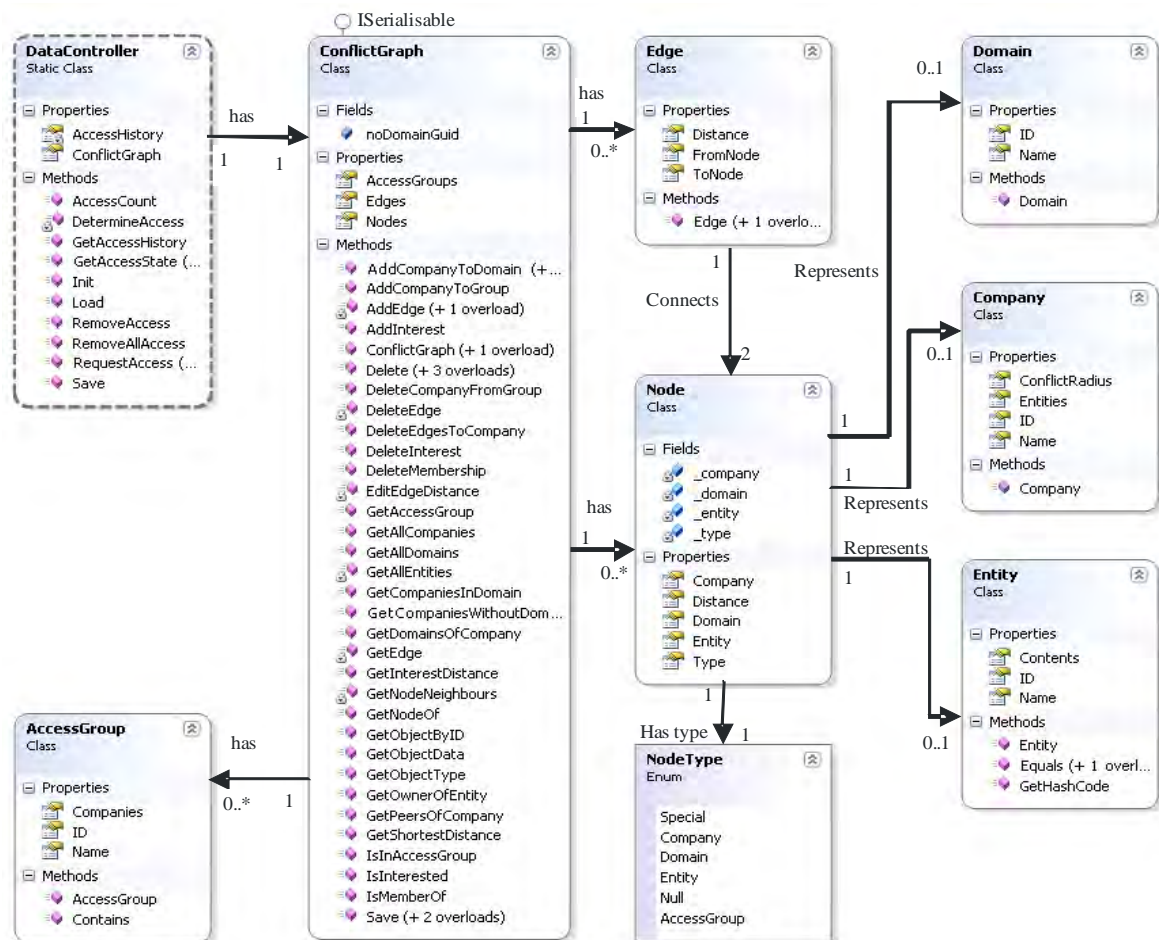 ISerialisable
DataController
Static Class
Properties
AccessHistory
ConflictGraph
Methods
AccessCount
DetermineAccess
GetAccessHistory
GetAccessState (...
Init
Load
RemoveAccess
RemoveAllAccess
RequestAccess (...
Save
has
1
1
ConflictGraph
Class
Fields
noDomainGuid
Properties
AccessGroups
Edges
Nodes
Methods
AddCompanyToDomain (+ ...
AddCompanyToGroup
AddEdge (+ 1 overload)
AddInterest
ConflictGraph (+ 1 overload)
Delete (+ 3 overloads)
DeleteCompanyFromGroup
DeleteEdge
DeleteEdgesToCompany
DeleteInterest
DeleteMembership
EditEdgeDistance
GetAccessGroup
GetAllCompanies
GetAllDomains
GetAllEntities
GetCompaniesInDomain
GetCompaniesWithoutDom...
GetDomainsOfCompany
GetEdge
GetInterestDistance
GetNodeNeighbours
GetNodeOf
GetObjectByID
GetObjectData
GetObjectType
GetOwnerOfEntity
GetPeersOfCompany
GetShortestDistance
IsInAccessGroup
IsInterested
IsMemberOf
Save (+ 2 overloads)
has
1
0..*
Edge
Class
Properties
Distance
FromNode
ToNode
Methods
Edge (+ 1 overlo...
1
Connects
2
has
1
0..*
Node
Class
Fields
_company
_domain
_entity
_type
Properties
Company
Distance
Domain
Entity
Type
1
Has type
1
NodeType
Enum
Special
Company
Domain
Entity
Null
AccessGroup
0..1
Represents
1
Domain
Class
Properties
ID
Name
Methods
Domain
0..1
1
Represents
Company
Class
Properties
ConflictRadius
Entities
ID
Name
Methods
Company
Represents
1
0..1
Entity
Class
Properties
Contents
ID
Name
Methods
Entity
Equals (+ 1 overl...
GetHashCode
has
0..*
1
AccessGroup
Class
Properties
Companies
ID
Name
Methods
AccessGroup
Contains